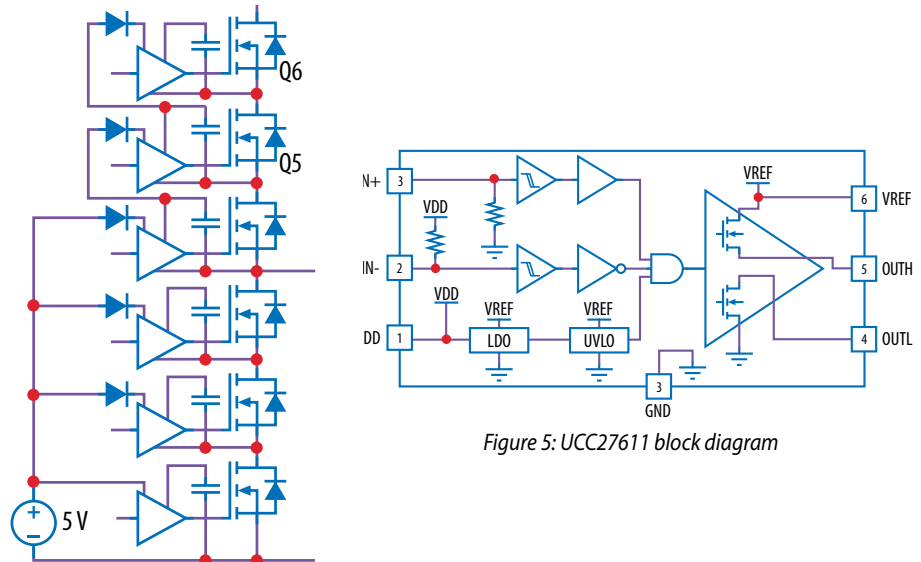 Q6
Q5
5 V
+
−
N+
3
VREF
6
VREF
VDD
IN-
2
5
OUTH
VDD
VREF
VREF
DD
1
LDO
UVLO
4
OUTL
3
GND
Figure 5: UCC27611 block diagram